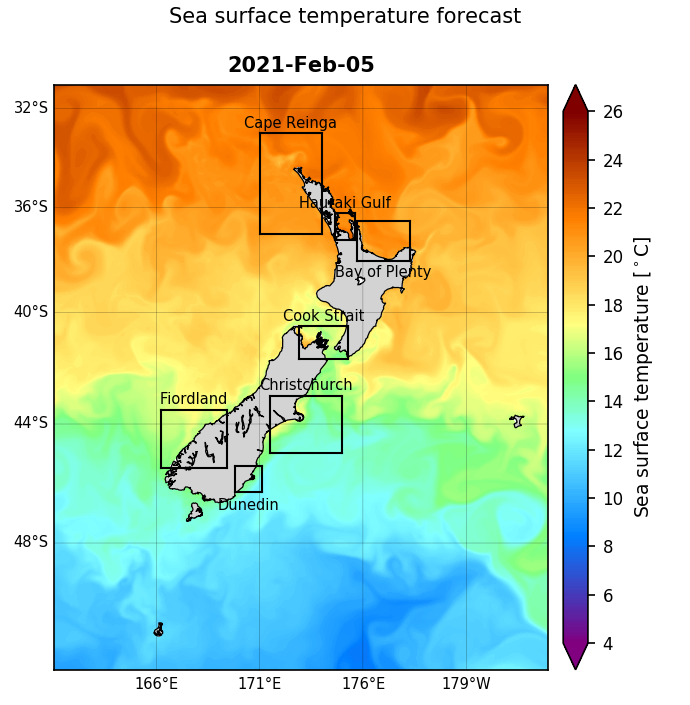 Sea surface temperature forecast
2021-Feb-05
32°S
36°S
40°S
44°S
48°S
Cape Reinga
Hauraki Gulf
Bay of Plenty
Cook Strait
Christchurch
Fiordland
Dunedin
166°E
171°E
176°E
179°W
26
24
22
20
18
16
14
12
10
8
6
4
Sea surface temperature [°C]